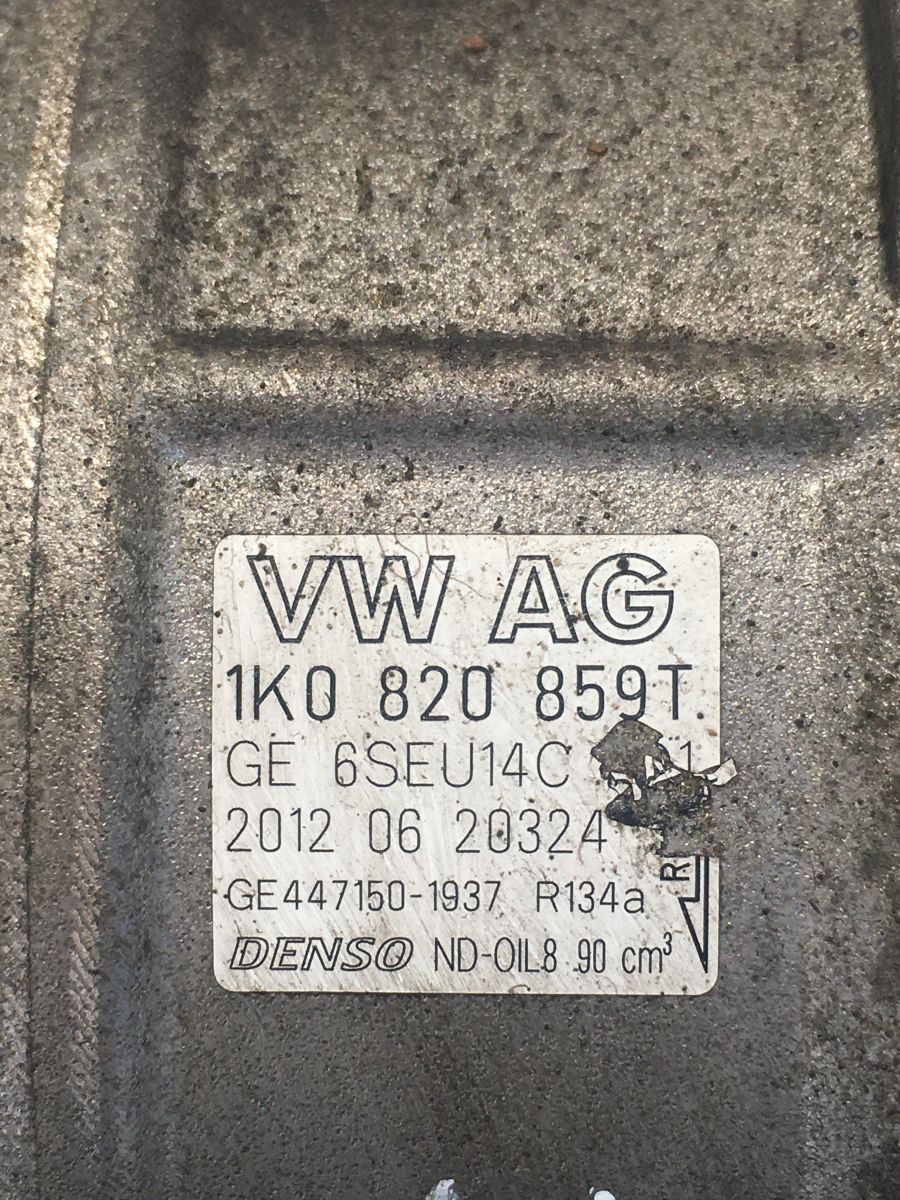 VW AG
1K0 820 859T
GE 6SEU14C
2012 06 20324
GE447150-1937 R134a
DENSO ND-OIL8 90 cm³